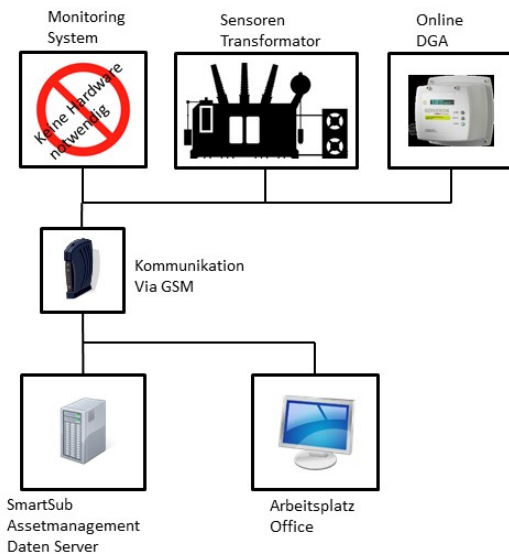 Monitoring
System
Sensoren
Transformator
Online
DGA
Keine Hardware
notwendig
Kommunikation
Via GSM
SmartSub
Assetmanagement
Daten Server
Arbeitsplatz
Office